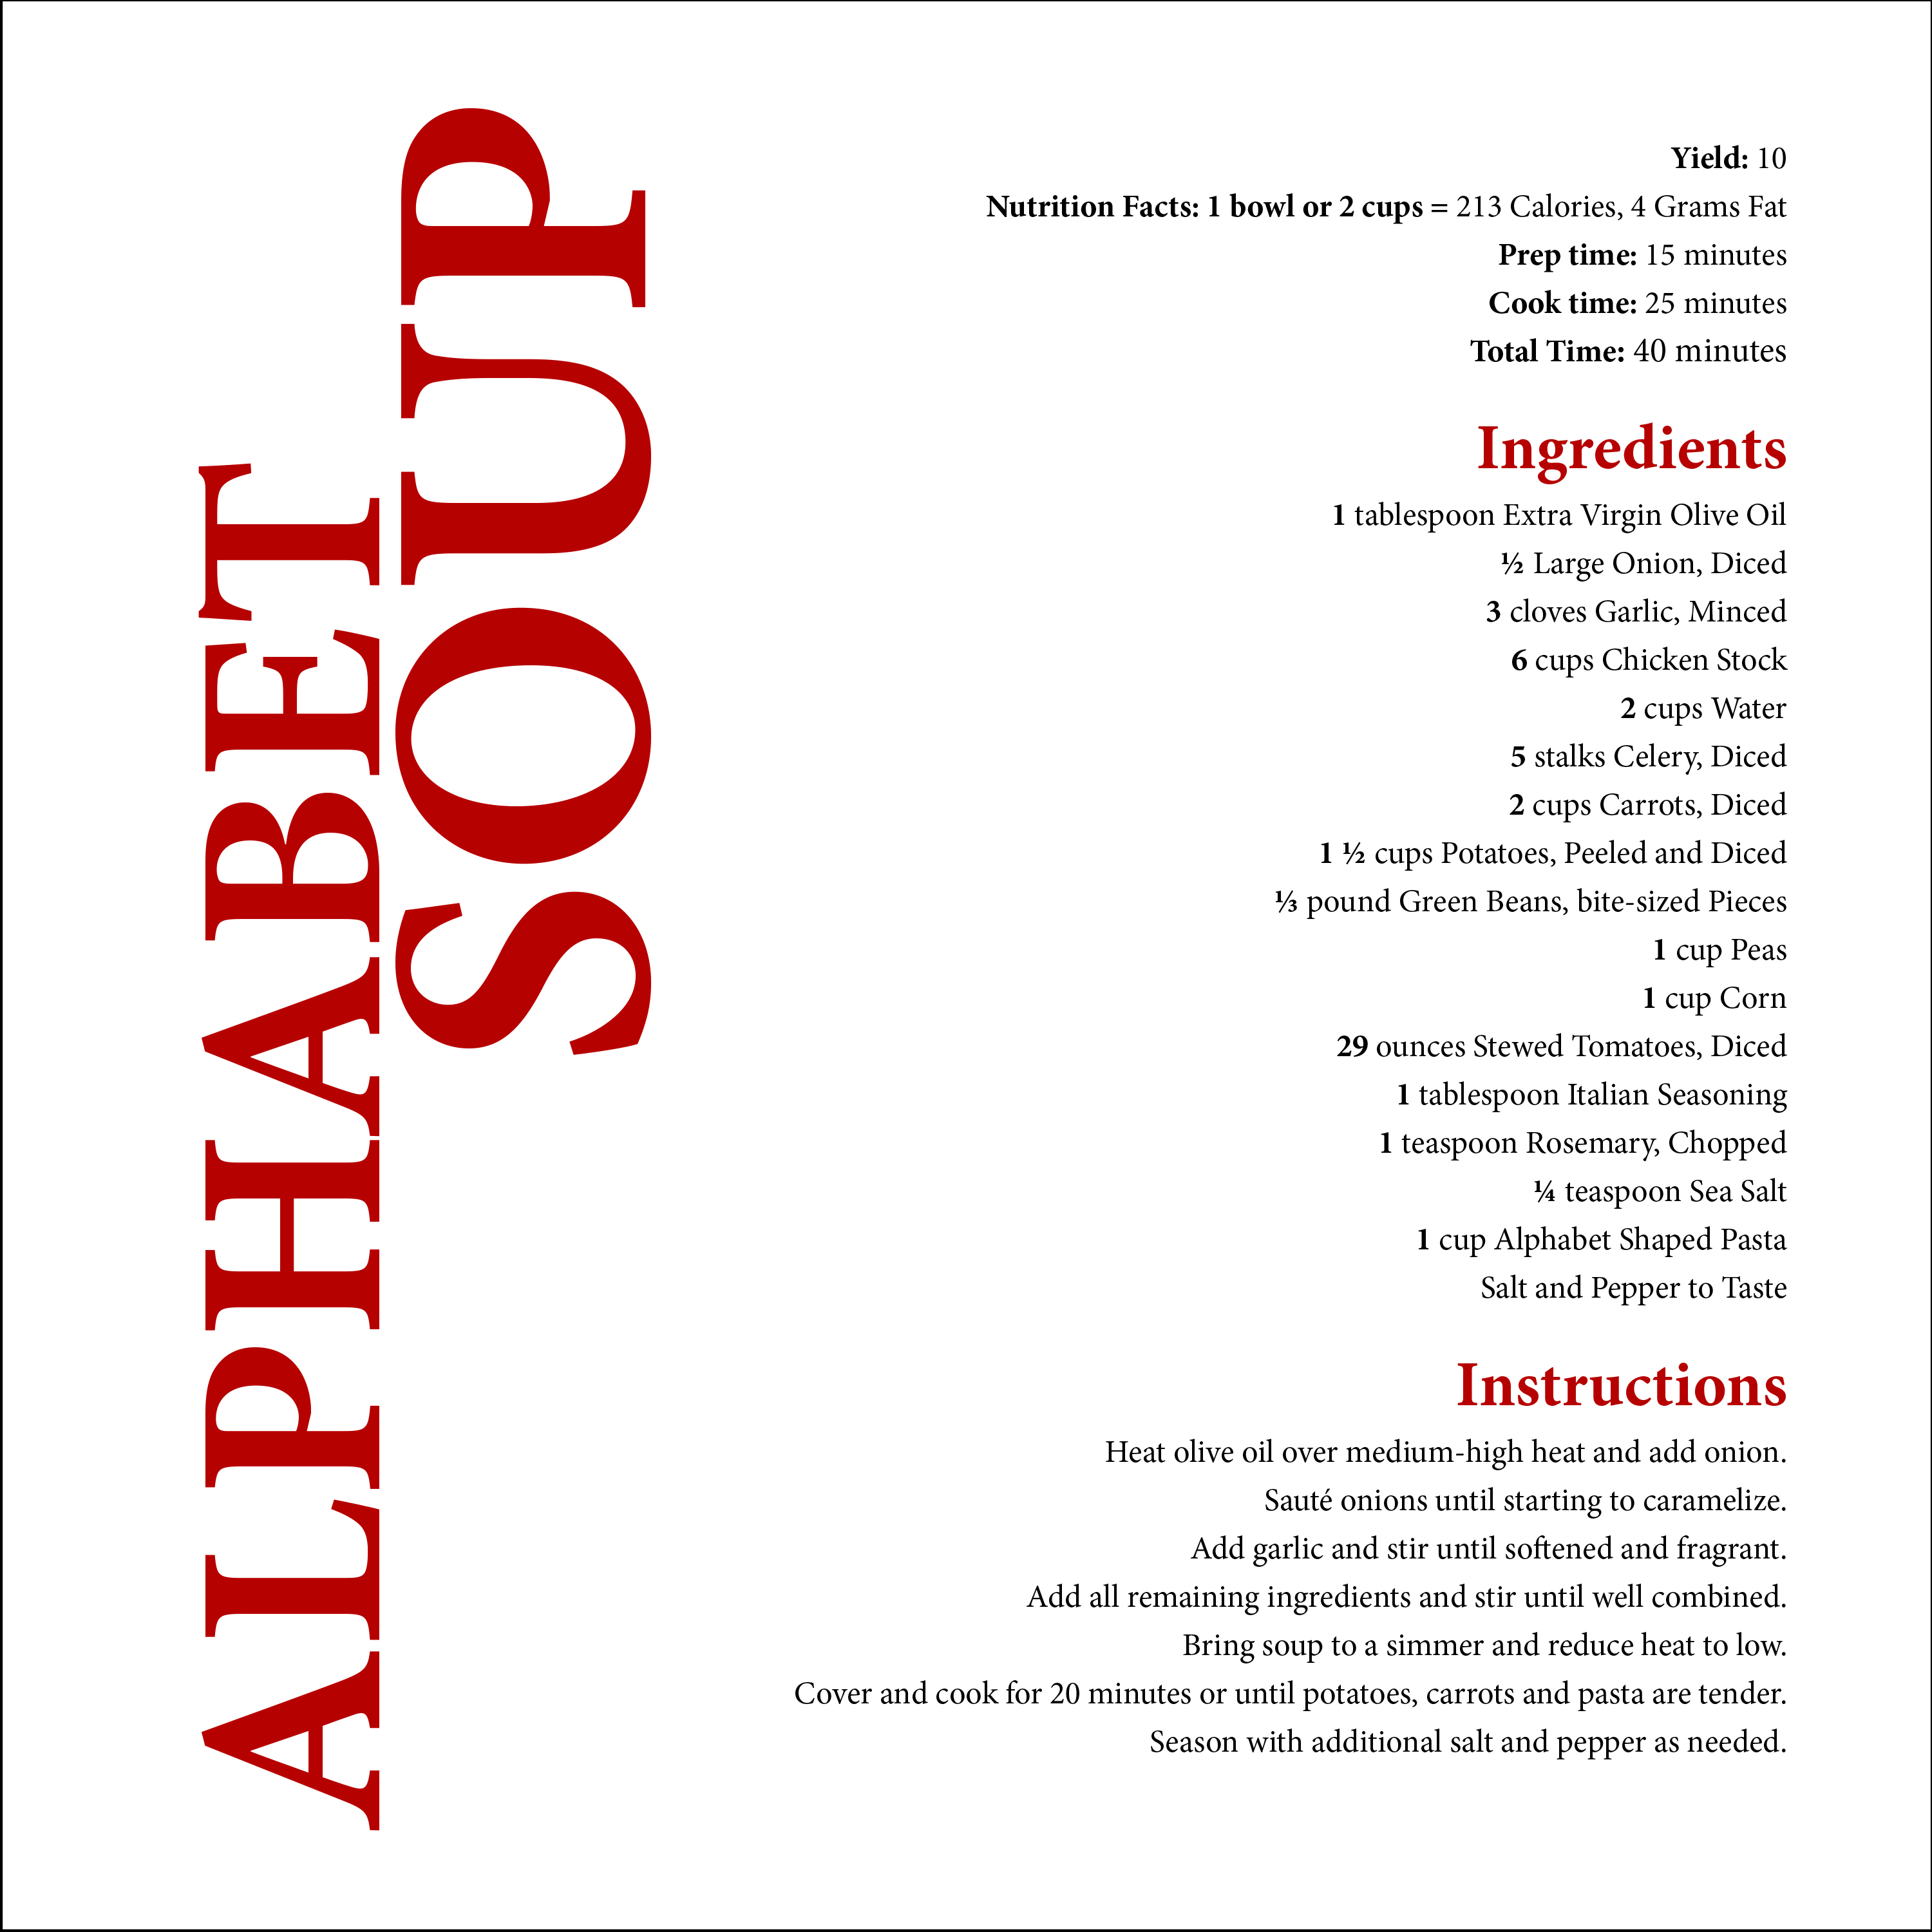 ALPHABET
SOUP
Yield: 10
Nutrition Facts: 1 bowl or 2 cups = 213 Calories, 4 Grams Fat
Prep time: 15 minutes
Cook time: 25 minutes
Total Time: 40 minutes
Ingredients
1 tablespoon Extra Virgin Olive Oil
½ Large Onion, Diced
3 cloves Garlic, Minced
6 cups Chicken Stock
2 cups Water
5 stalks Celery, Diced
2 cups Carrots, Diced
1 ½ cups Potatoes, Peeled and Diced
⅓ pound Green Beans, bite-sized Pieces
1 cup Peas
1 cup Corn
29 ounces Stewed Tomatoes, Diced
1 tablespoon Italian Seasoning
1 teaspoon Rosemary, Chopped
¼ teaspoon Sea Salt
1 cup Alphabet Shaped Pasta
Salt and Pepper to Taste
Instructions
Heat olive oil over medium-high heat and add onion.
Sauté onions until starting to caramelize.
Add garlic and stir until softened and fragrant.
Add all remaining ingredients and stir until well combined.
Bring soup to a simmer and reduce heat to low.
Cover and cook for 20 minutes or until potatoes, carrots and pasta are tender.
Season with additional salt and pepper as needed.